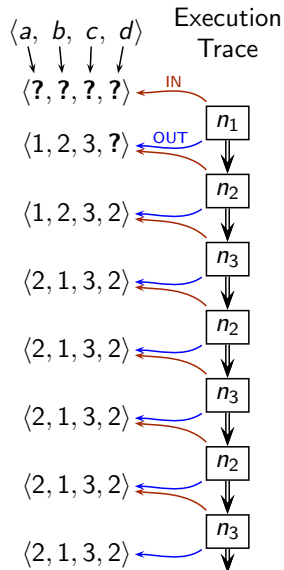 Execution
Trace
⟨a, b, c, d⟩
⟨?, ?, ?, ?⟩
IN
n1
⟨1, 2, 3, ?⟩
OUT
n2
⟨1, 2, 3, 2⟩
n3
⟨2, 1, 3, 2⟩
n2
⟨2, 1, 3, 2⟩
n3
⟨2, 1, 3, 2⟩
n2
⟨2, 1, 3, 2⟩
n3
⟨2, 1, 3, 2⟩